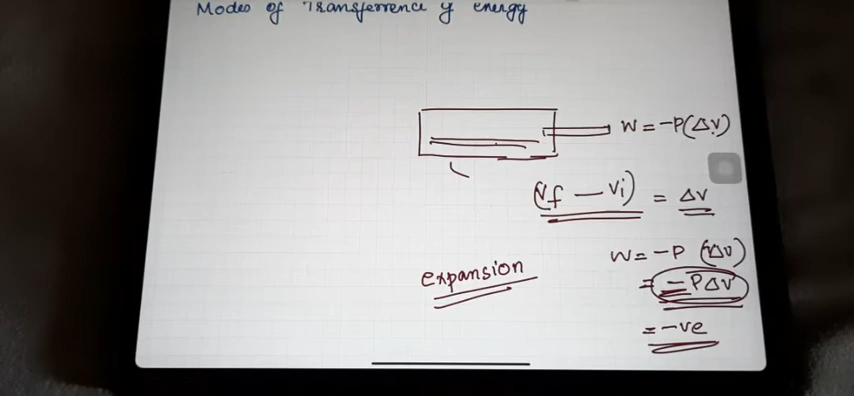 Modes of Transferrence of energy
W = -P(ΔV)
(Vf - Vi) = ΔV
W = -P (ΔV)
expansion
= -PΔV
= -ve